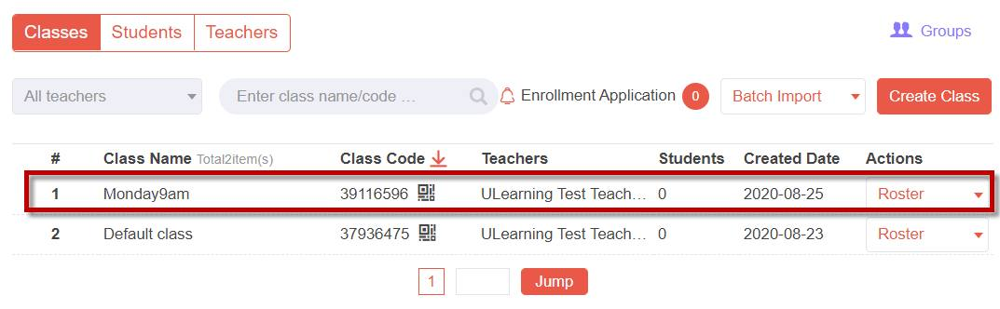 Classes Students Teachers Groups
All teachers Enter class name/code ... Enrollment Application 0 Batch Import Create Class
# Class Name Total2item(s) Class Code Teachers Students Created Date Actions
1 Monday9am 39116596 ULearning Test Teach... 0 2020-08-25 Roster
2 Default class 37936475 ULearning Test Teach... 0 2020-08-23 Roster
1 Jump